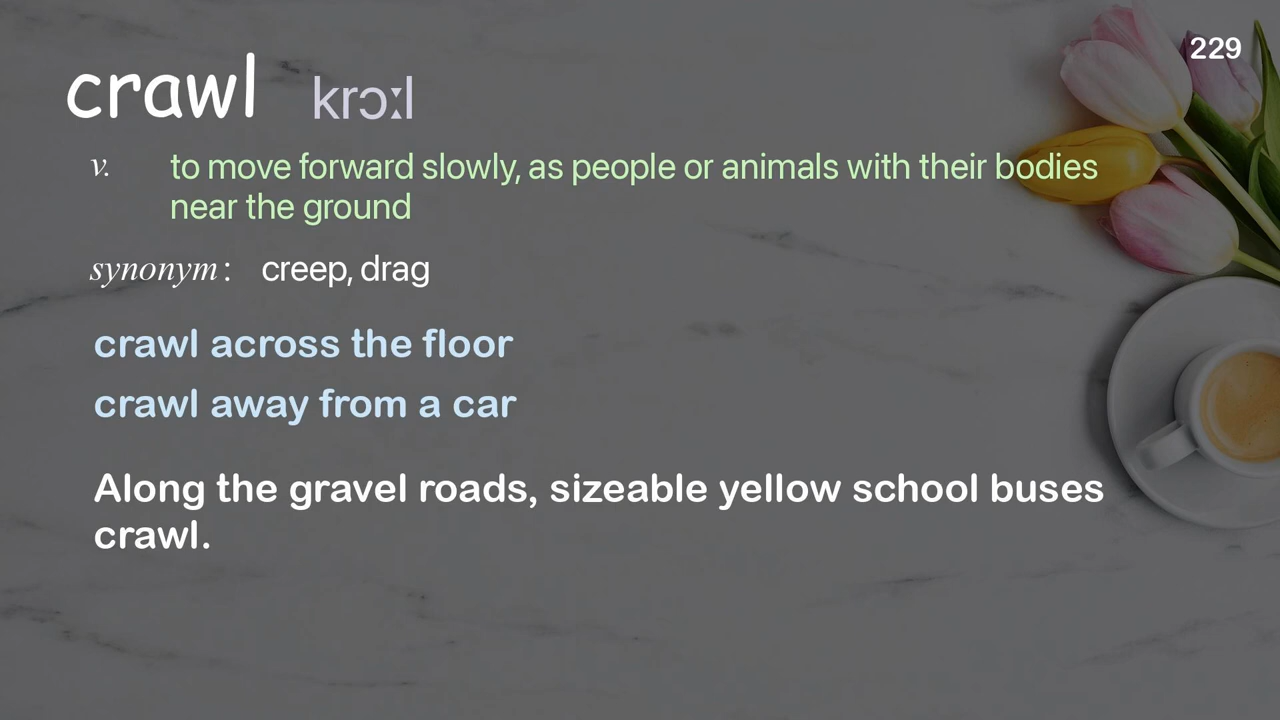 229
crawl krɔːl
v. to move forward slowly, as people or animals with their bodies
near the ground
synonym: creep, drag
crawl across the floor
crawl away from a car
Along the gravel roads, sizeable yellow school buses
crawl.